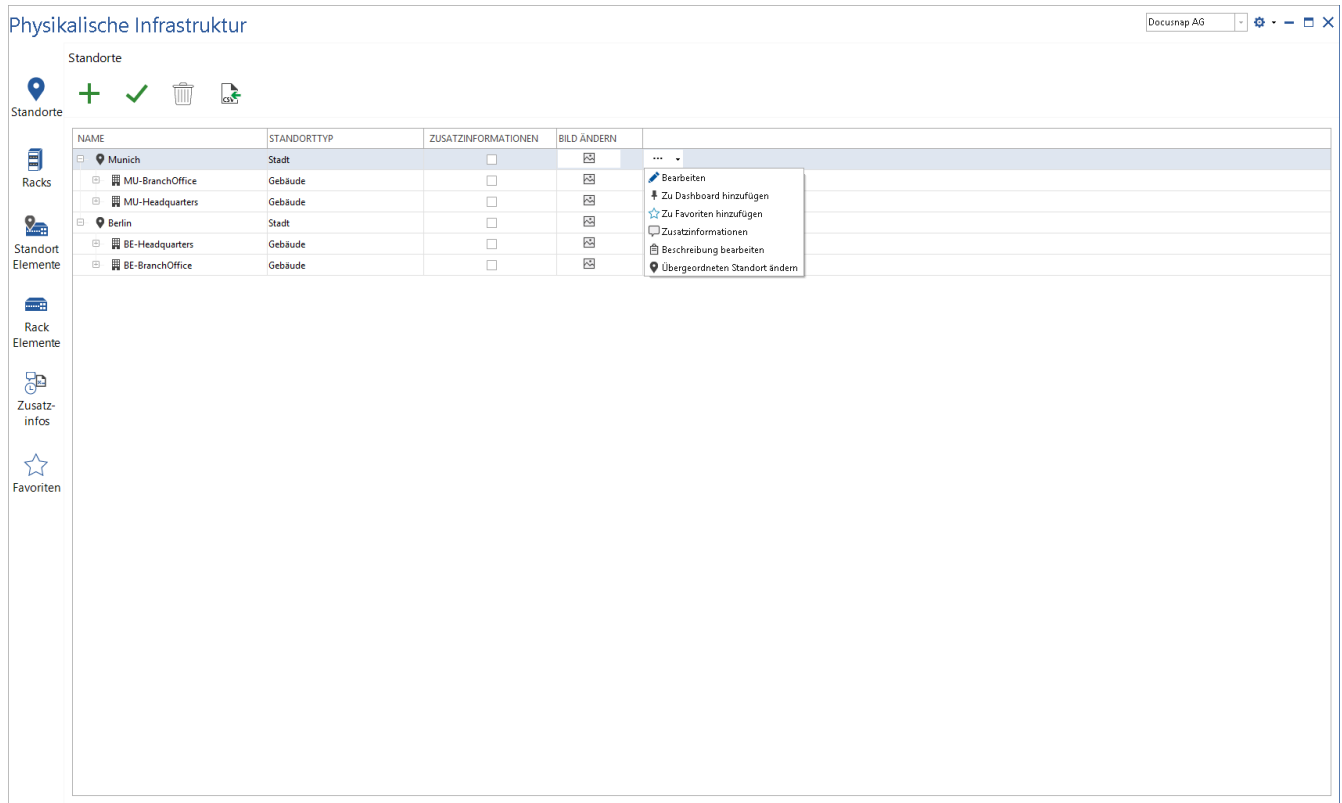 Physikalische Infrastruktur
Docusnap AG
Standorte
Standorte
Racks
Standort
Elemente
Rack
Elemente
Zusatz-
infos
Favoriten
CSV
NAME STANDORTTYP ZUSATZINFORMATIONEN BILD ÄNDERN
Munich Stadt
MU-BranchOffice Gebäude
MU-Headquarters Gebäude
Berlin Stadt
BE-Headquarters Gebäude
BE-BranchOffice Gebäude
Bearbeiten
Zu Dashboard hinzufügen
Zu Favoriten hinzufügen
Zusatzinformationen
Beschreibung bearbeiten
Übergeordneten Standort ändern